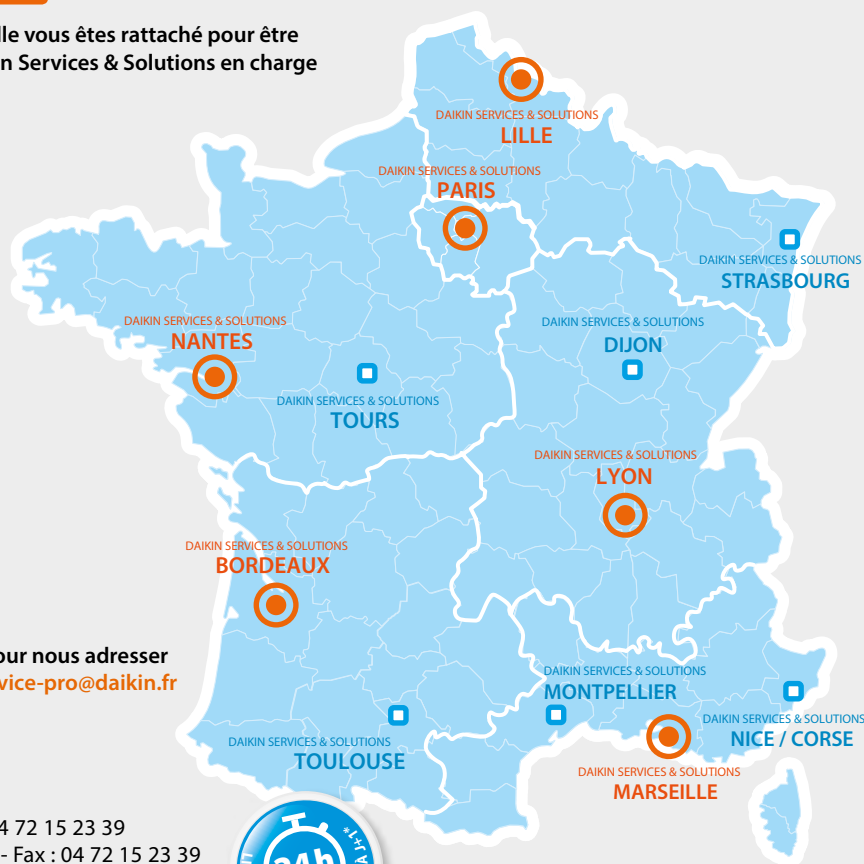 lle vous êtes rattaché pour être
n Services & Solutions en charge
DAIKIN SERVICES & SOLUTIONS
LILLE
DAIKIN SERVICES & SOLUTIONS
PARIS
DAIKIN SERVICES & SOLUTIONS
STRASBOURG
DAIKIN SERVICES & SOLUTIONS
NANTES
DAIKIN SERVICES & SOLUTIONS
DIJON
DAIKIN SERVICES & SOLUTIONS
TOURS
DAIKIN SERVICES & SOLUTIONS
LYON
DAIKIN SERVICES & SOLUTIONS
BORDEAUX
our nous adresser
vice-pro@daikin.fr
DAIKIN SERVICES & SOLUTIONS
MONTPELLIER
DAIKIN SERVICES & SOLUTIONS
NICE / CORSE
DAIKIN SERVICES & SOLUTIONS
TOULOUSE
DAIKIN SERVICES & SOLUTIONS
MARSEILLE
4 72 15 23 39
- Fax : 04 72 15 23 39
24h
A J+1*